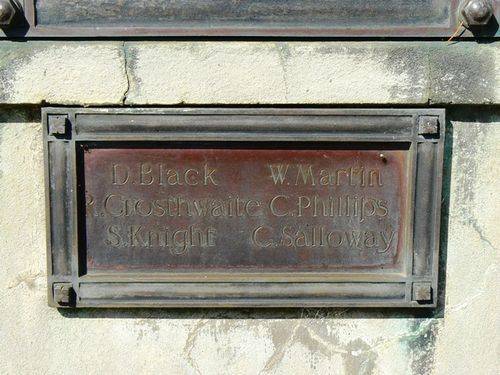 D. Black W. Martin
R. Crosthwaite C. Phillips
S. Knight C. Salloway